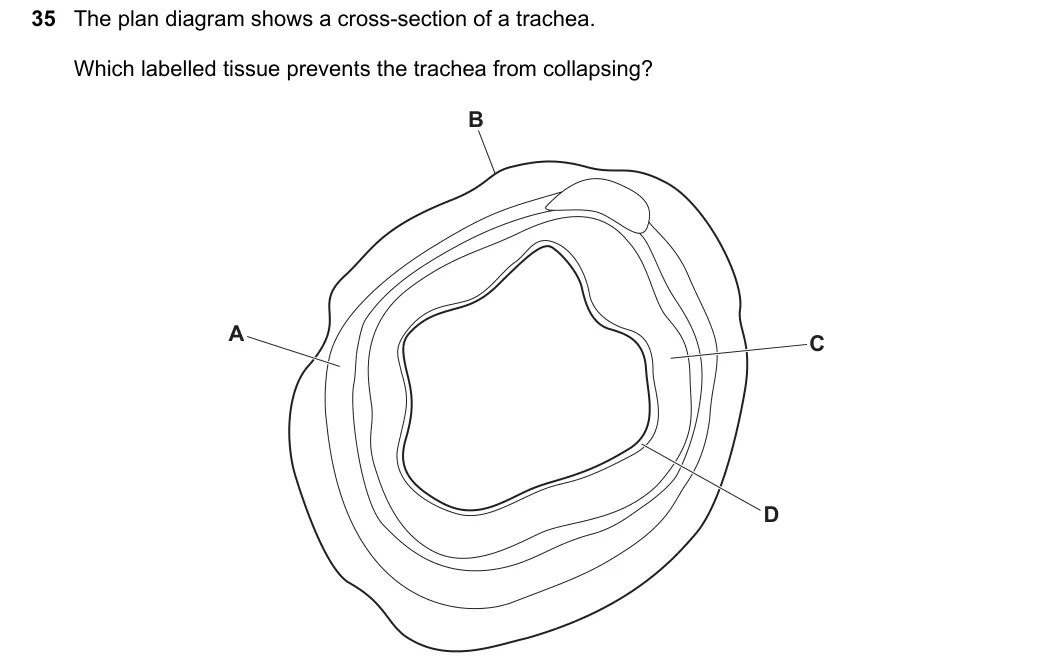 35 The plan diagram shows a cross-section of a trachea.
Which labelled tissue prevents the trachea from collapsing?
B
A
C
D